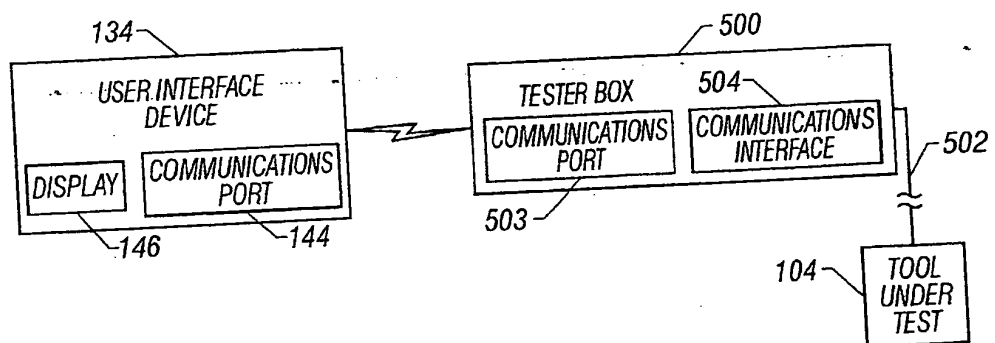 134
500
USER INTERFACE
DEVICE
TESTER BOX
504
COMMUNICATIONS
PORT
COMMUNICATIONS
INTERFACE
DISPLAY
COMMUNICATIONS
PORT
502
503
146
144
104
TOOL
UNDER
TEST